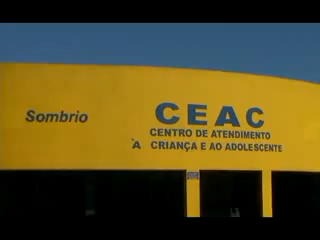 Sombrio
CEAC
CENTRO DE ATENDIMENTO
À CRIANÇA E AO ADOLESCENTE